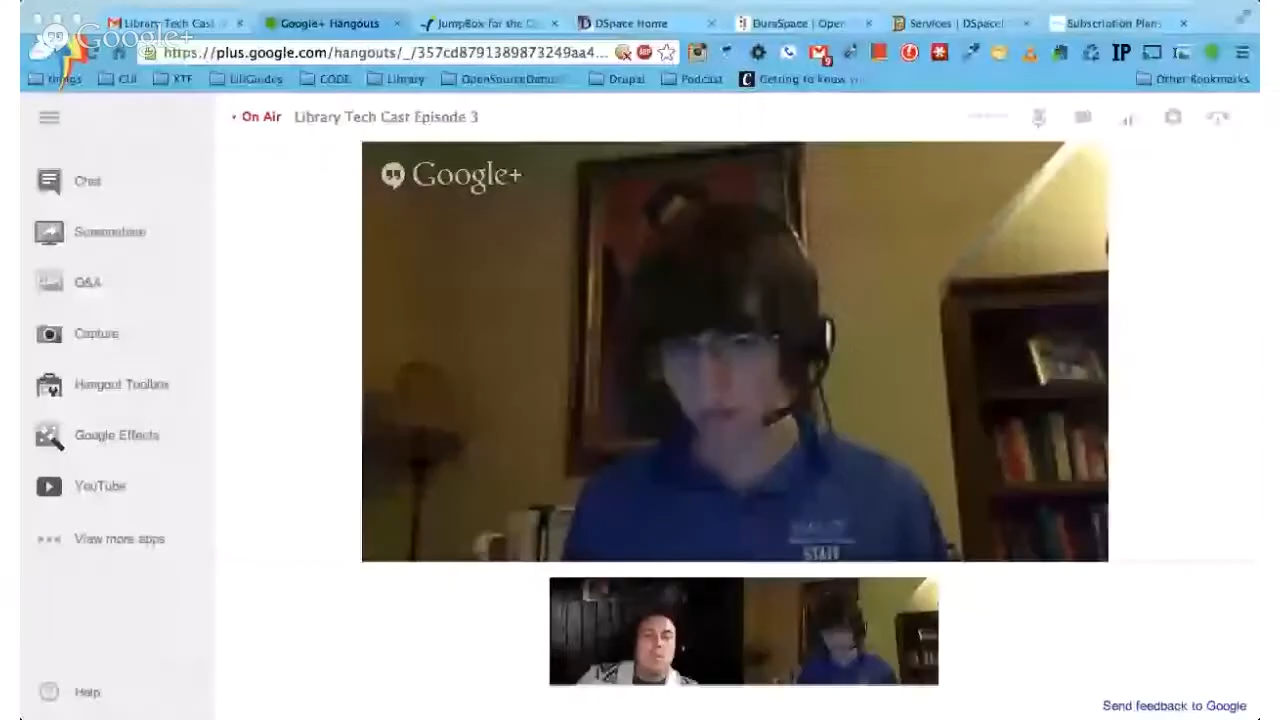 Library Tech Cast
Google+ Hangouts
JumpBox for the
DSpace Home
DuraSpace | Open
Services | DSpace
Subscription Plans
Google+
https://plus.google.com/hangouts/_/357cd8791389873249aa4...
IP
things
CUI
XTF
LibGuides
CODE
Library
Drupal
Podcast
Getting to know
Other Bookmarks
On Air
Library Tech Cast Episode 3
Google+
Chat
Screenshare
Q&A
Capture
Hangout Toolbox
Google Effects
YouTube
View more apps
STAFF
Help
Send feedback to Google